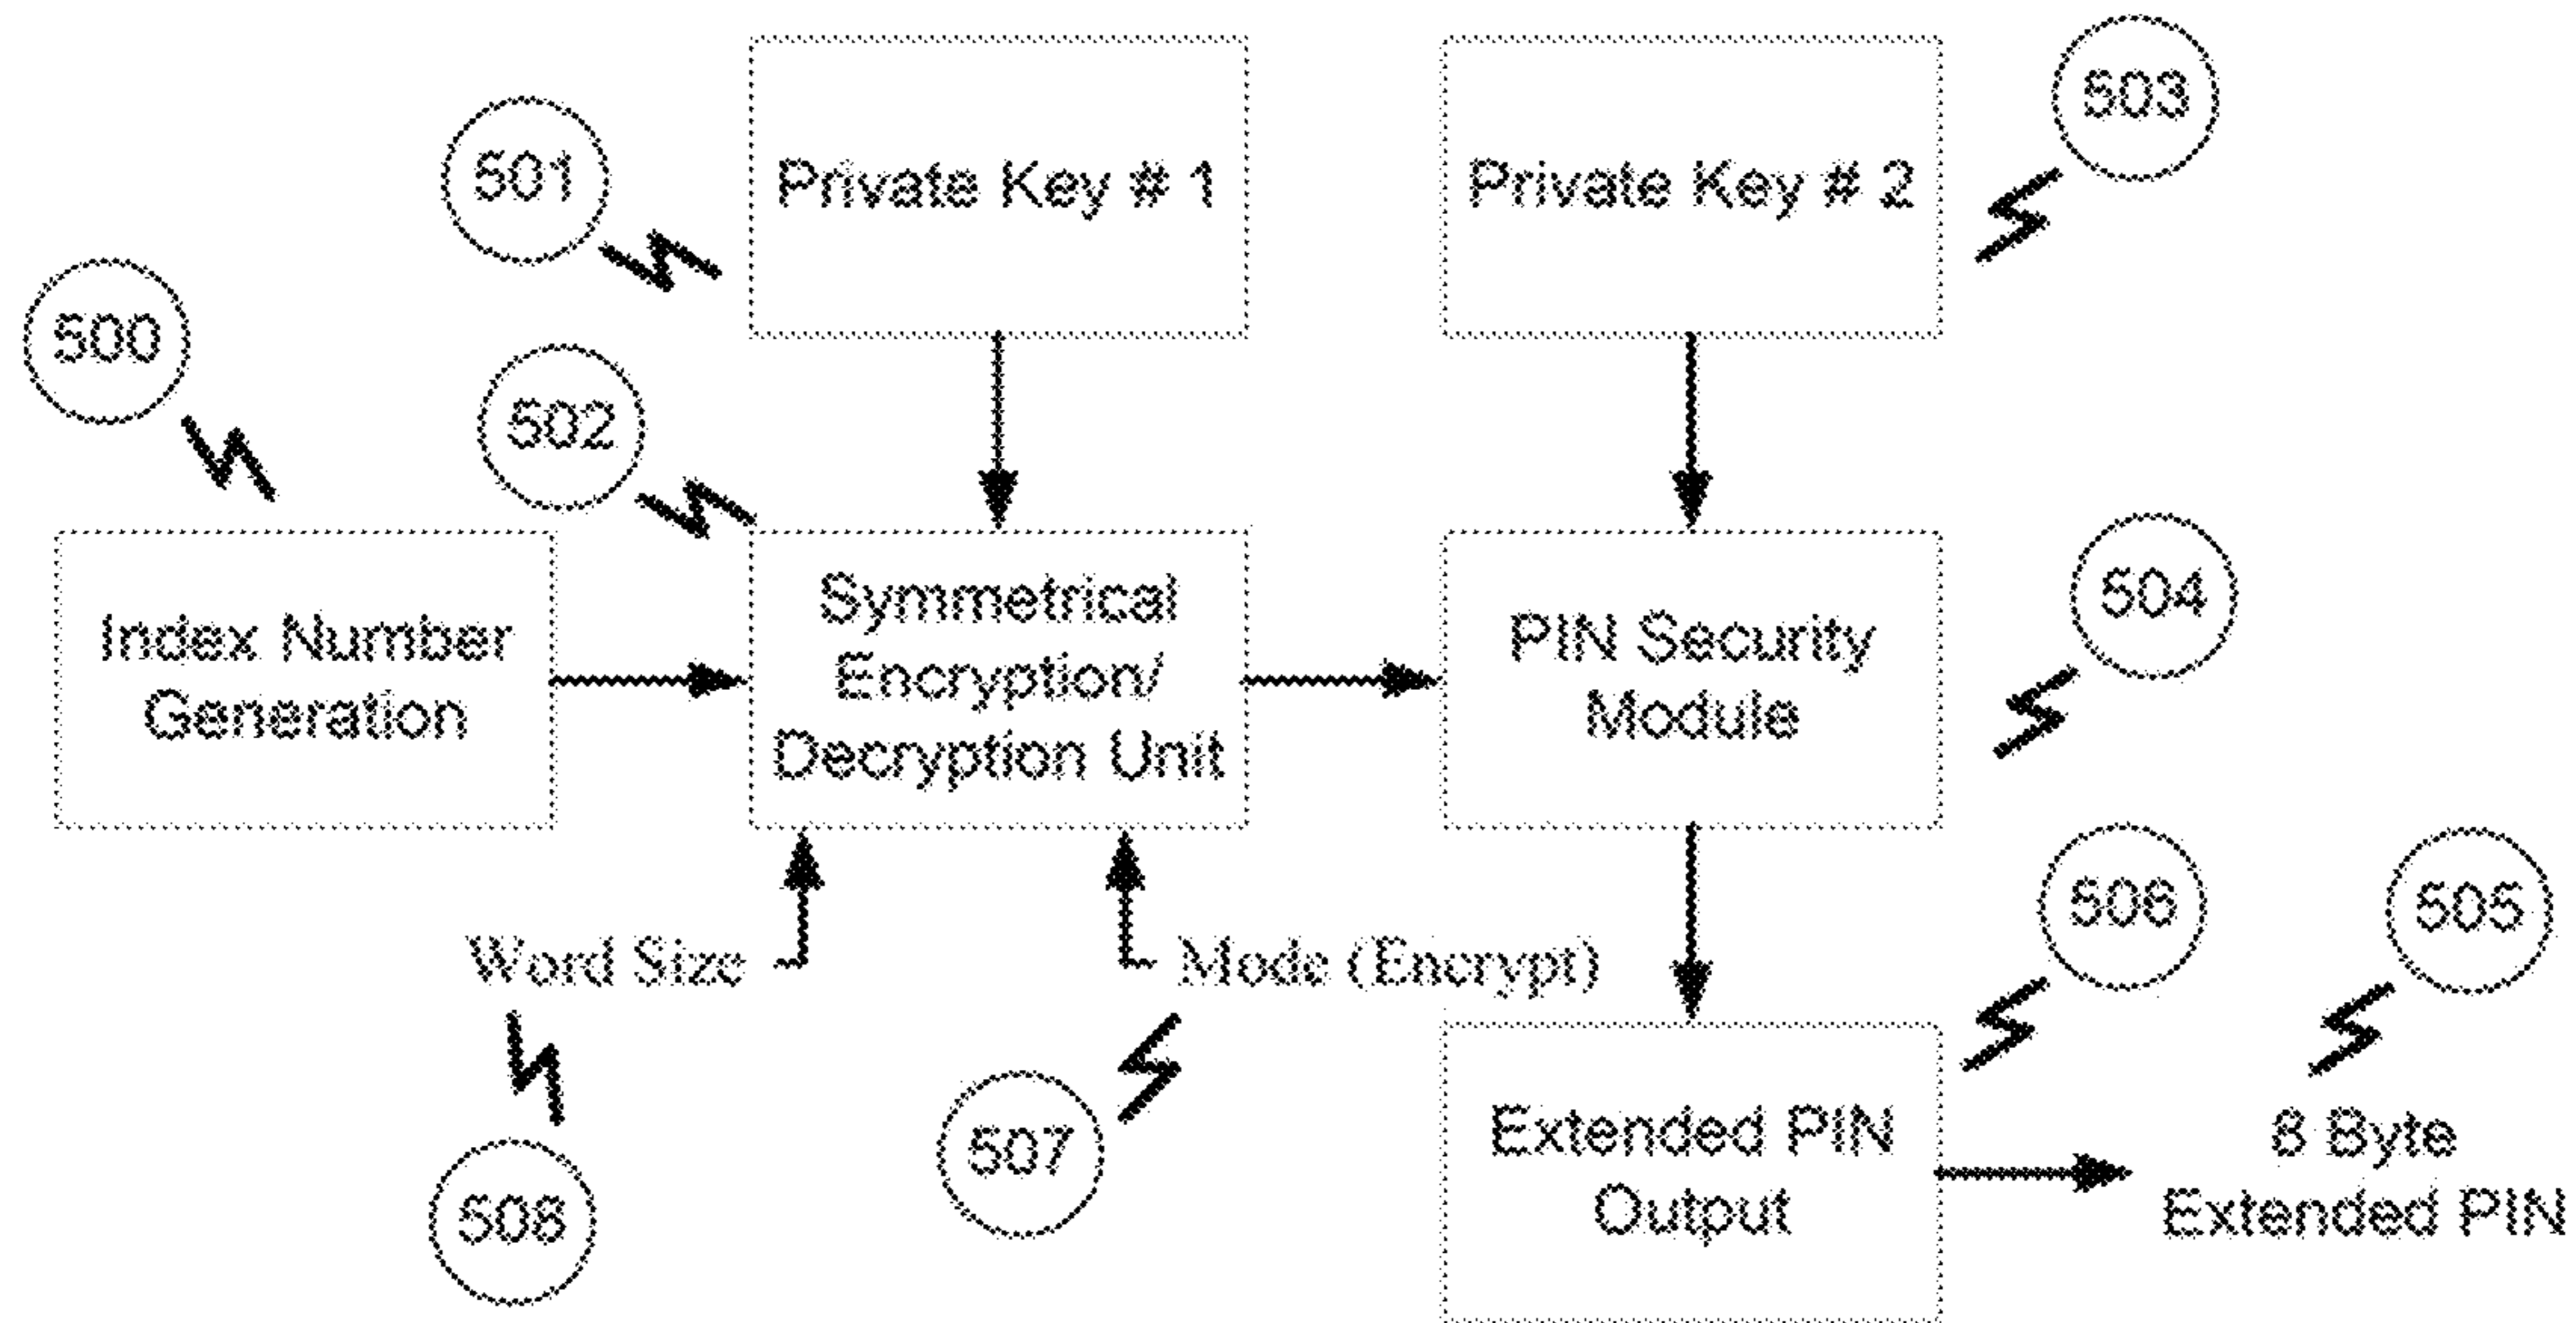 503
501
Private Key # 1
Private Key # 2
500
502
504
Index Number
Generation
Symmetrical
Encryption/
Decryption Unit
PIN Security
Module
506
505
Word Size
Mode (Encrypt)
507
508
Extended PIN
Output
8 Byte
Extended PIN